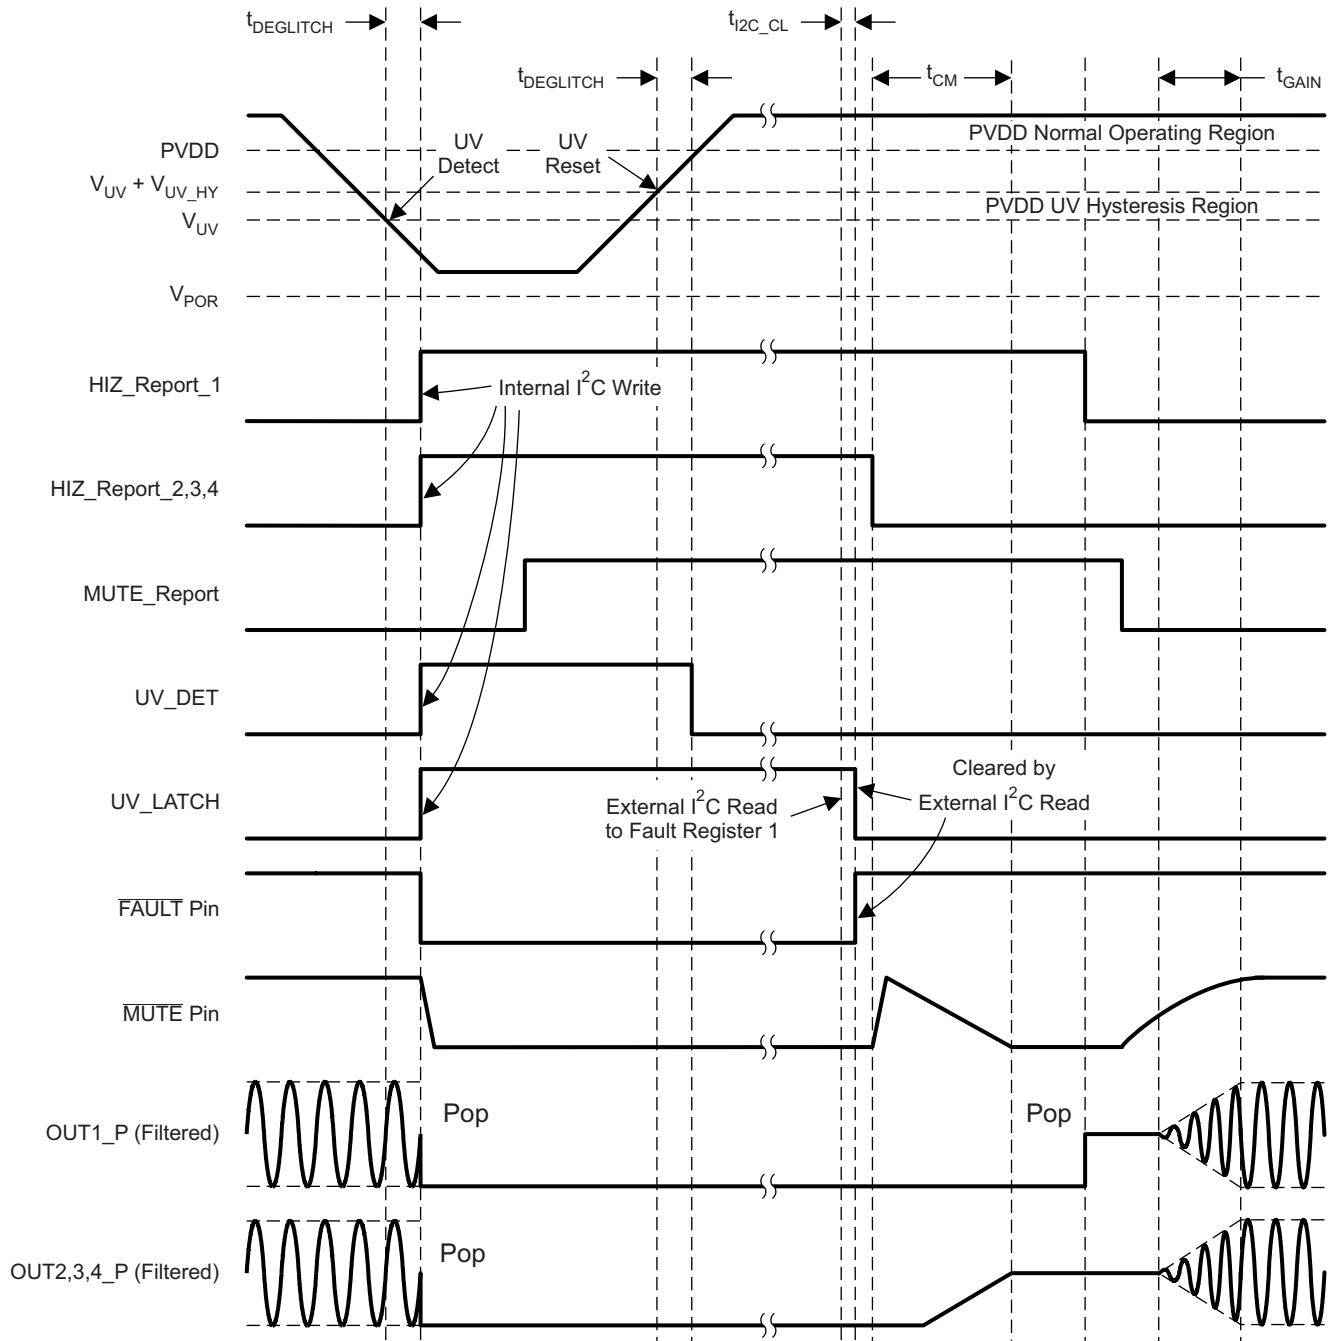 tDEGLITCH
tI2C_CL
tDEGLITCH
tCM
tGAIN
PVDD Normal Operating Region
PVDD
UV
Detect
UV
Reset
VUV + VUV_HY
PVDD UV Hysteresis Region
VUV
VPOR
HIZ_Report_1
Internal I2C Write
HIZ_Report_2,3,4
MUTE_Report
UV_DET
UV_LATCH
External I2C Read
to Fault Register 1
Cleared by
External I2C Read
FAULT Pin
MUTE Pin
Pop
Pop
OUT1_P (Filtered)
Pop
OUT2,3,4_P (Filtered)